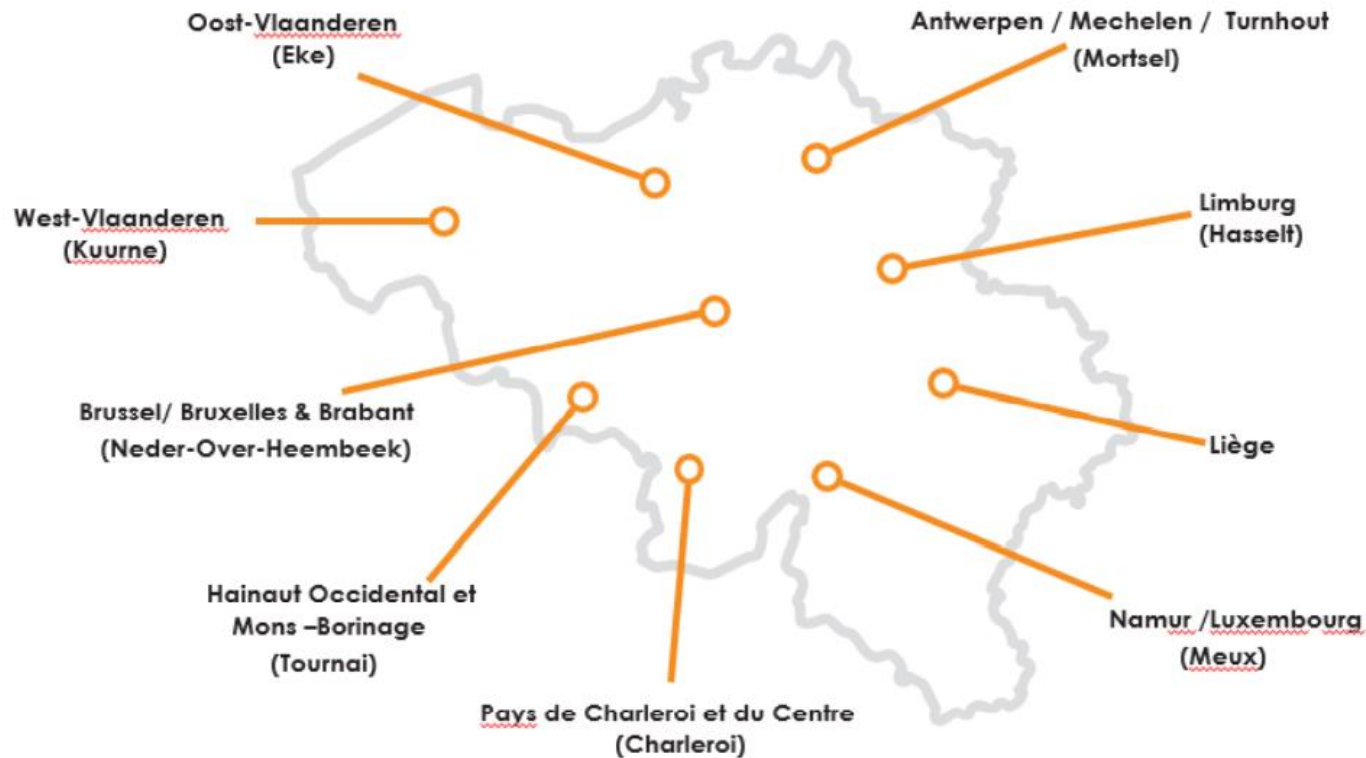 Oost-Vlaanderen
(Eke)
Antwerpen / Mechelen / Turnhout
(Mortsel)
West-Vlaanderen
(Kuurne)
Limburg
(Hasselt)
Brussel/ Bruxelles & Brabant
(Neder-Over-Heembeek)
Liège
Hainaut Occidental et
Mons –Borinage
(Tournai)
Namur /Luxembourg
(Meux)
Pays de Charleroi et du Centre
(Charleroi)